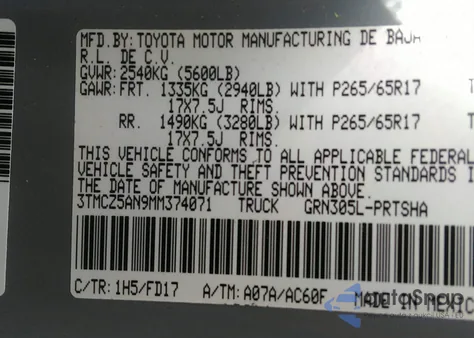 MFD.BY:TOYOTA MOTOR MANUFACTURING DE BAJA
R.L. DE C.V.
GVWR:2540KG (5600LB)
GAWR:FRT. 1335KG (2940LB) WITH P265/65R17
17X7.5J RIMS.
RR. 1490KG (3280LB) WITH P265/65R17
17X7.5J RIMS.
THIS VEHICLE CONFORMS TO ALL APPLICABLE FEDERAL
VEHICLE SAFETY AND THEFT PREVENTION STANDARDS I
THE DATE OF MANUFACTURE SHOWN ABOVE.
3TMCZ5AN9MM374071 TRUCK GRN305L-PRTSHA
C/TR:1H5/FD17 A/TM:A07A/AC60F
MADE IN MEXIC